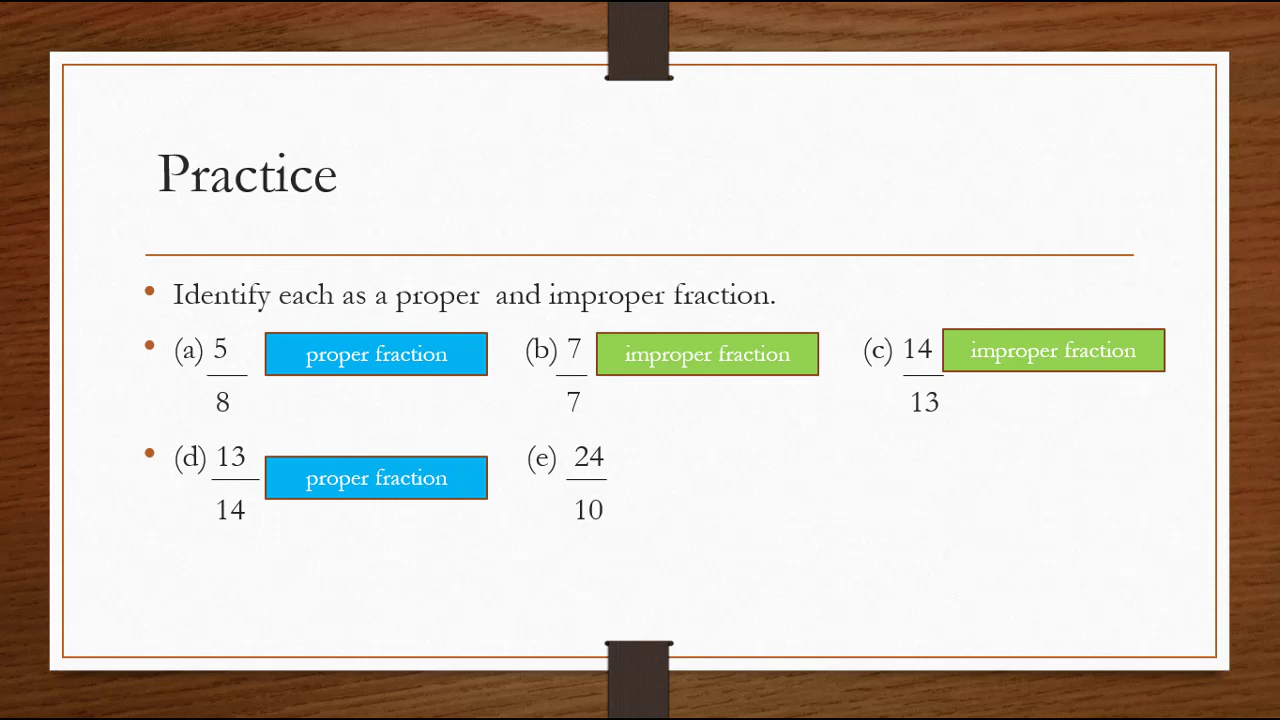 Practice
Identify each as a proper and improper fraction.
(a) 5 proper fraction (b) 7 improper fraction (c) 14 improper fraction
8 7 13
(d) 13 proper fraction (e) 24
14 10